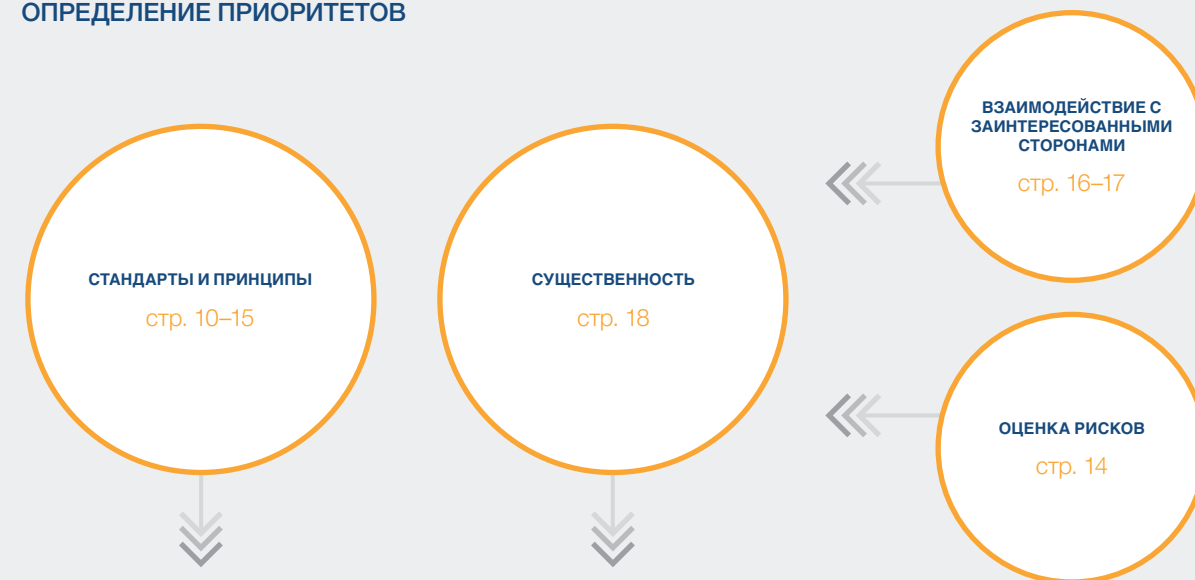 ОПРЕДЕЛЕНИЕ ПРИОРИТЕТОВ
СТАНДАРТЫ И ПРИНЦИПЫ
стр. 10–15
СУЩЕСТВЕННОСТЬ
стр. 18
ВЗАИМОДЕЙСТВИЕ С
ЗАИНТЕРЕСОВАННЫМИ
СТОРОНАМИ
стр. 16–17
ОЦЕНКА РИСКОВ
стр. 14